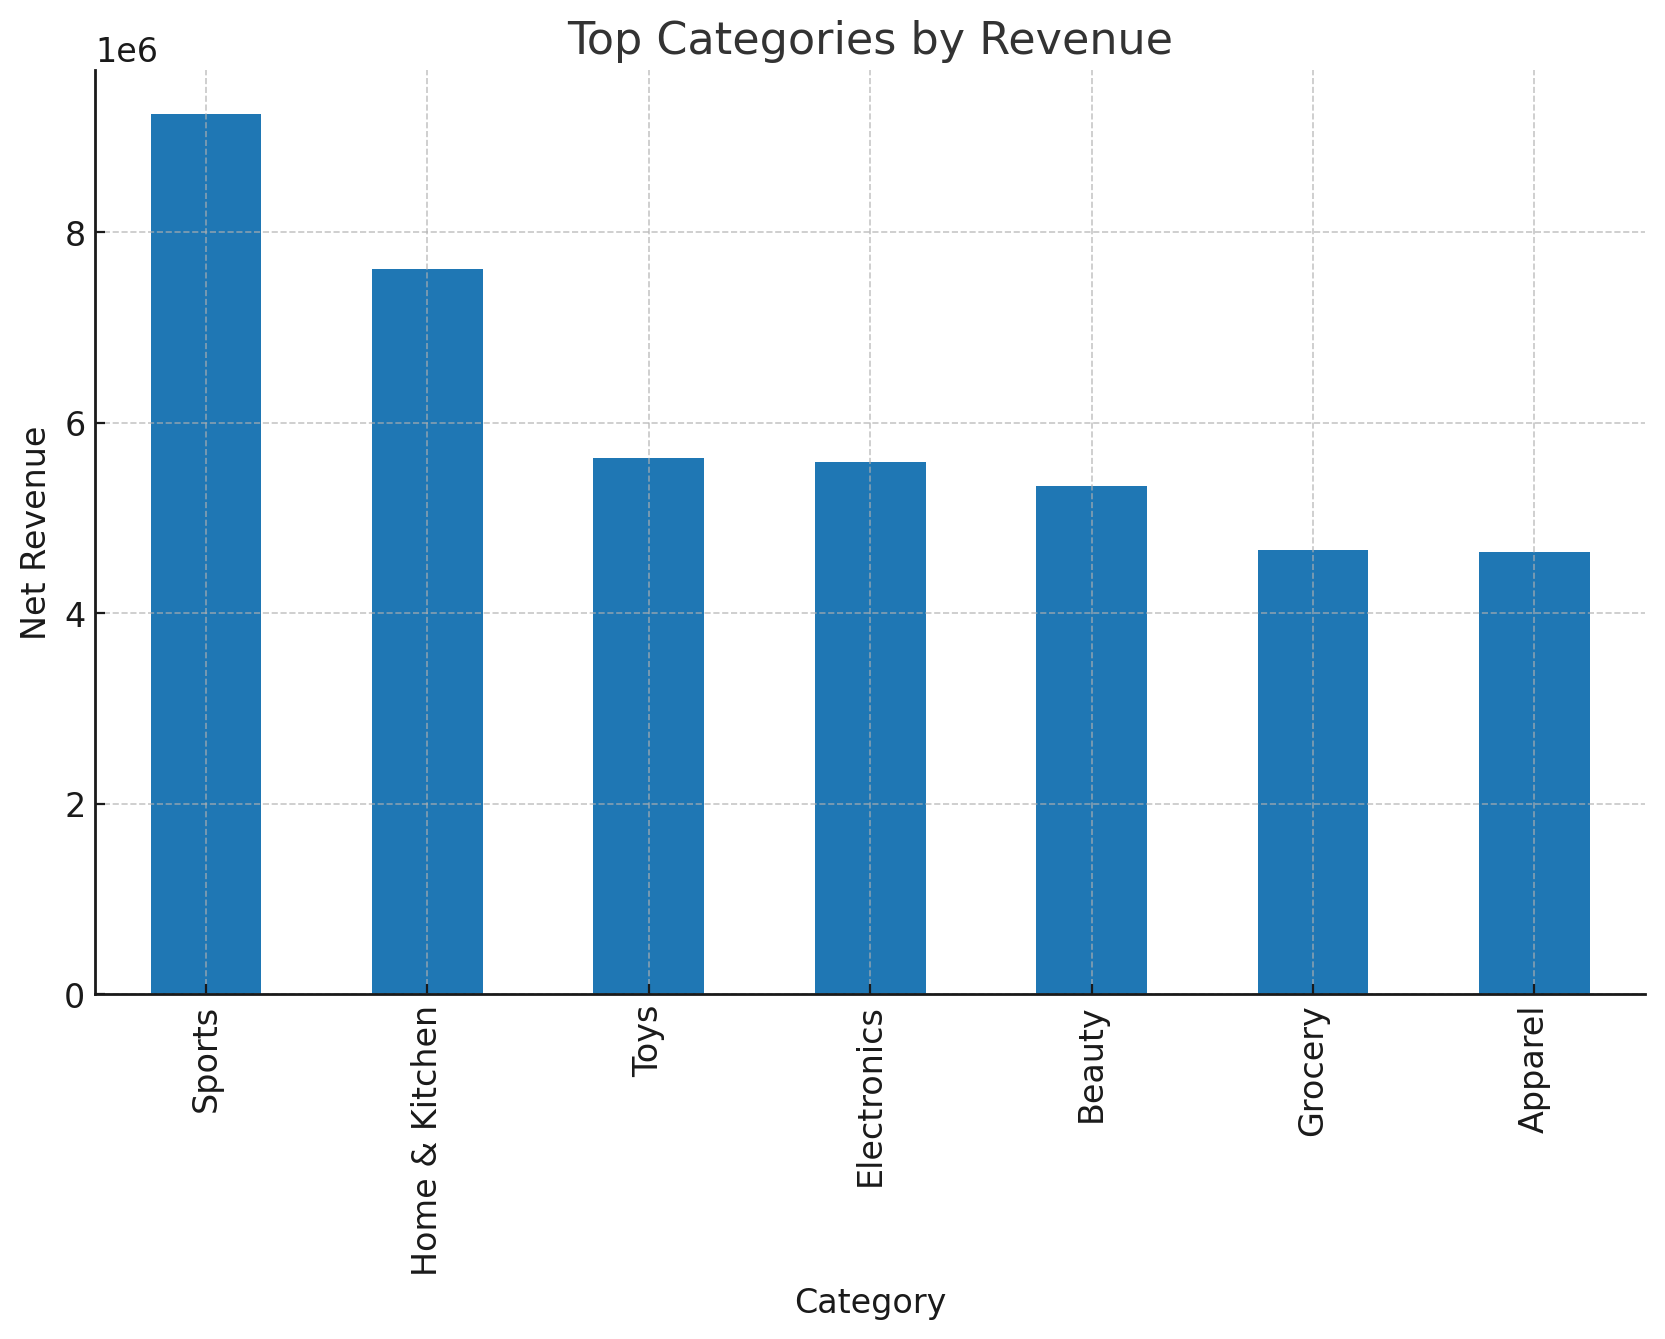 Top Categories by Revenue
1e6
8
6
4
2
0
Net Revenue
Sports
Home & Kitchen
Toys
Electronics
Beauty
Grocery
Apparel
Category